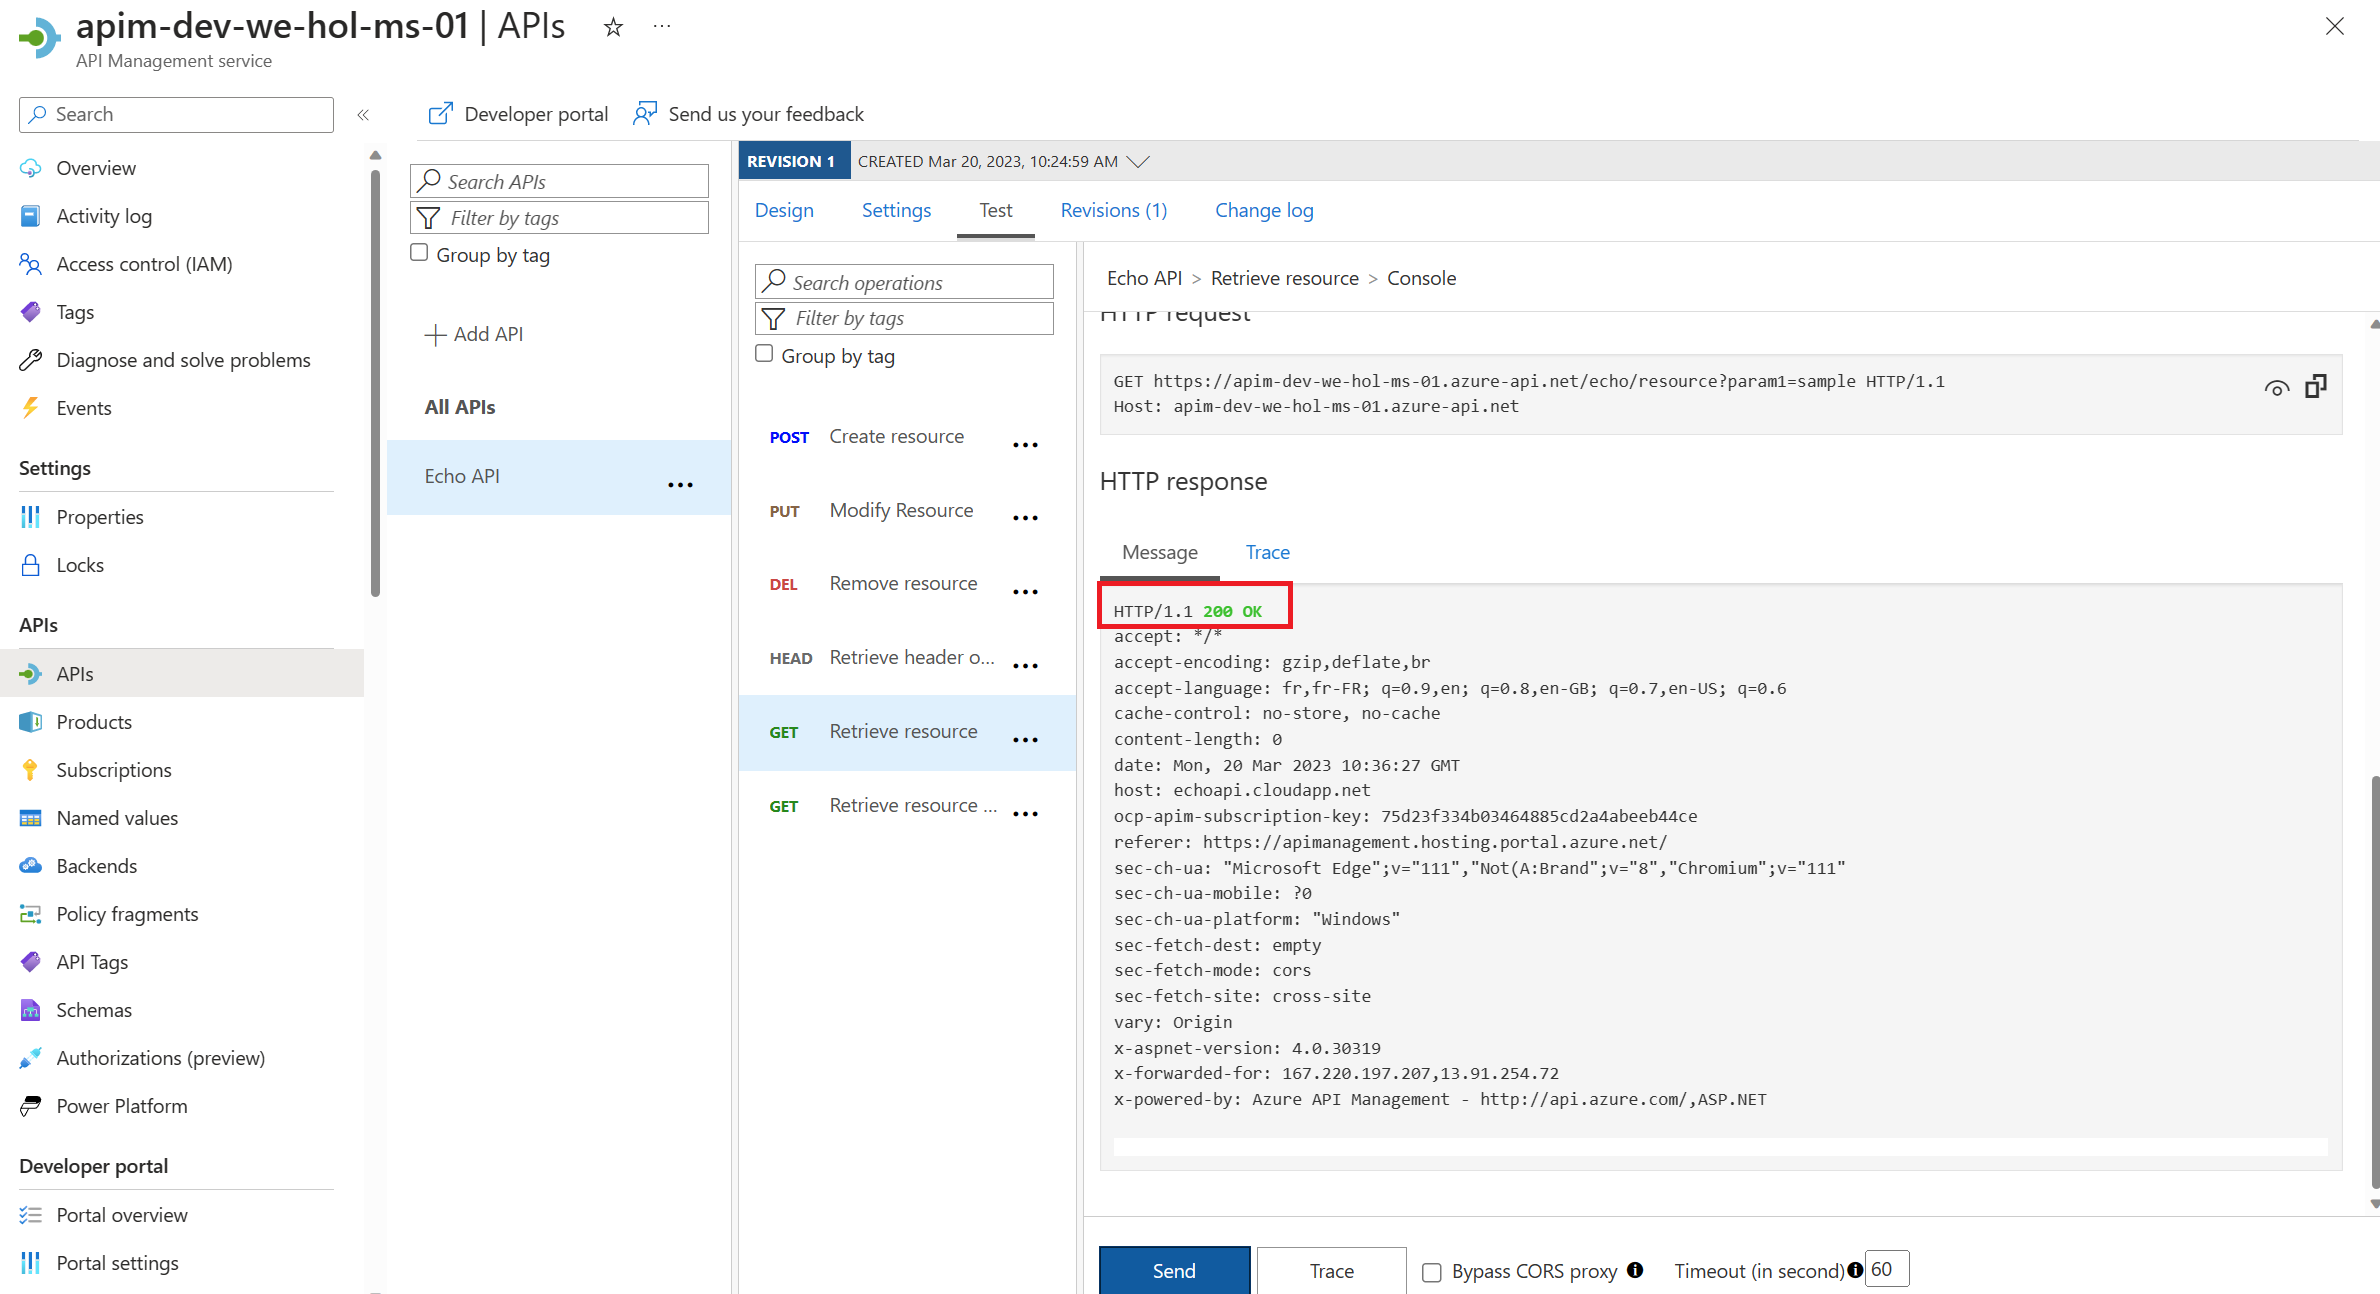 apim-dev-we-hol-ms-01 | APIs
API Management service
Search
Overview
Activity log
Access control (IAM)
Tags
Diagnose and solve problems
Events
Settings
Properties
Locks
APIs
APIs
Products
Subscriptions
Named values
Backends
Policy fragments
API Tags
Schemas
Authorizations (preview)
Power Platform
Developer portal
Portal overview
Portal settings
Developer portal
Send us your feedback
Search APIs
Filter by tags
Group by tag
Add API
All APIs
Echo API
REVISION 1
CREATED Mar 20, 2023, 10:24:59 AM
Design
Settings
Test
Revisions (1)
Change log
Search operations
Filter by tags
Group by tag
POST Create resource
PUT Modify Resource
DEL Remove resource
HEAD Retrieve header o...
GET Retrieve resource
GET Retrieve resource ...
Echo API > Retrieve resource > Console
HTTP request
GET https://apim-dev-we-hol-ms-01.azure-api.net/echo/resource?param1=sample HTTP/1.1
Host: apim-dev-we-hol-ms-01.azure-api.net
HTTP response
Message
Trace
HTTP/1.1 200 OK
accept: */*
accept-encoding: gzip,deflate,br
accept-language: fr,fr-FR; q=0.9,en; q=0.8,en-GB; q=0.7,en-US; q=0.6
cache-control: no-store, no-cache
content-length: 0
date: Mon, 20 Mar 2023 10:36:27 GMT
host: echoapi.cloudapp.net
ocp-apim-subscription-key: 75d23f334b03464885cd2a4abeeb44ce
referer: https://apimanagement.hosting.portal.azure.net/
sec-ch-ua: "Microsoft Edge";v="111","Not(A:Brand";v="8","Chromium";v="111"
sec-ch-ua-mobile: ?0
sec-ch-ua-platform: "Windows"
sec-fetch-dest: empty
sec-fetch-mode: cors
sec-fetch-site: cross-site
vary: Origin
x-aspnet-version: 4.0.30319
x-forwarded-for: 167.220.197.207,13.91.254.72
x-powered-by: Azure API Management - http://api.azure.com/,ASP.NET
Send
Trace
Bypass CORS proxy
Timeout (in second)
60